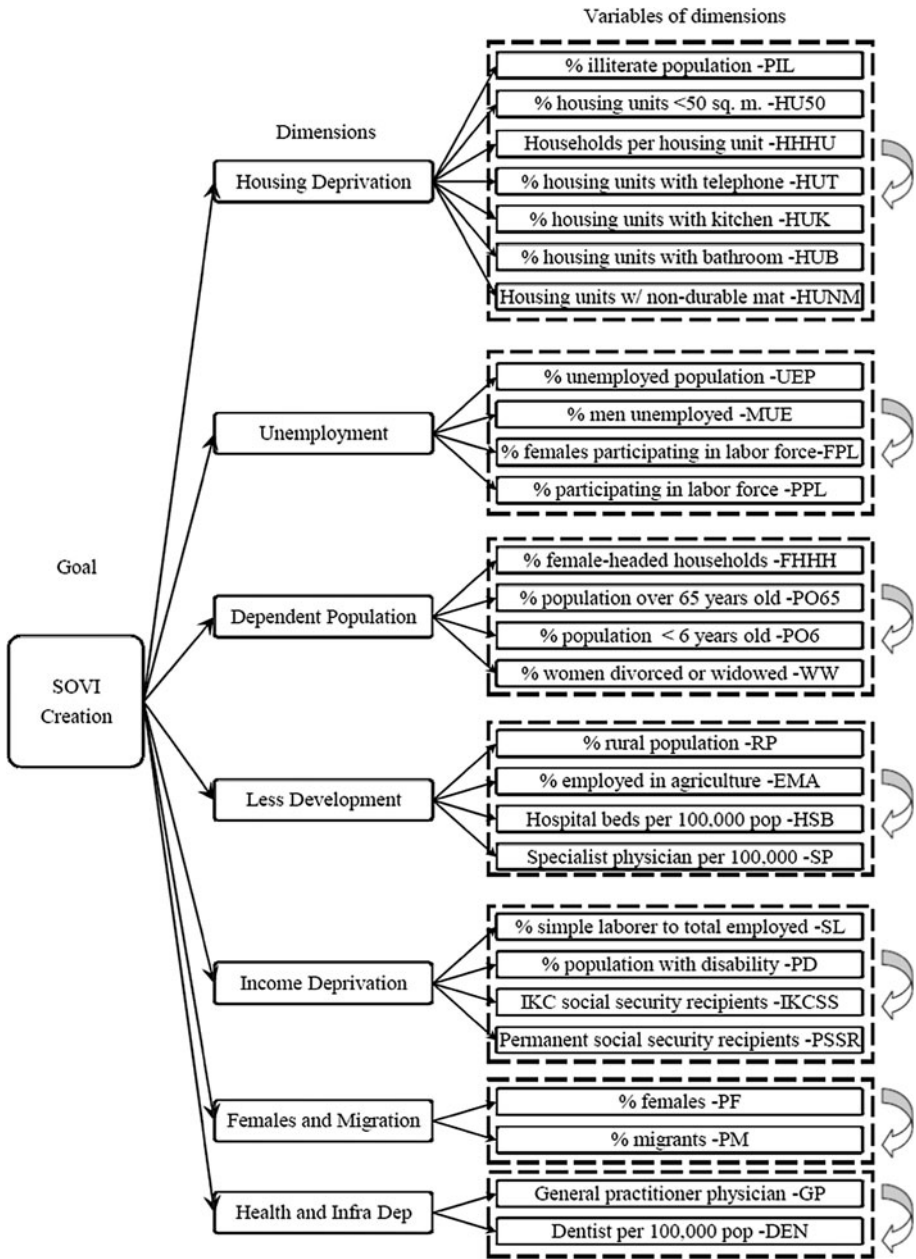 Variables of dimensions
Dimensions
Goal
SOVI
Creation
Housing Deprivation
% illiterate population -PIL
% housing units <50 sq. m. -HU50
Households per housing unit -HHHU
% housing units with telephone -HUT
% housing units with kitchen -HUK
% housing units with bathroom -HUB
Housing units w/ non-durable mat -HUNM
Unemployment
% unemployed population -UEP
% men unemployed -MUE
% females participating in labor force-FPL
% participating in labor force -PPL
Dependent Population
% female-headed households -FHHH
% population over 65 years old -PO65
% population < 6 years old -PO6
% women divorced or widowed -WW
Less Development
% rural population -RP
% employed in agriculture -EMA
Hospital beds per 100,000 pop -HSB
Specialist physician per 100,000 -SP
Income Deprivation
% simple laborer to total employed -SL
% population with disability -PD
IKC social security recipients -IKCSS
Permanent social security recipients -PSSR
Females and Migration
% females -PF
% migrants -PM
Health and Infra Dep
General practitioner physician -GP
Dentist per 100,000 pop -DEN